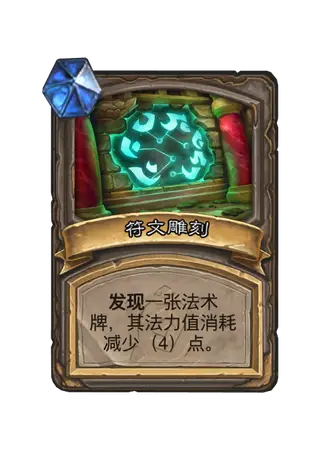 符文雕刻
发现一张法术
牌，其法力值消耗
减少（4）点。